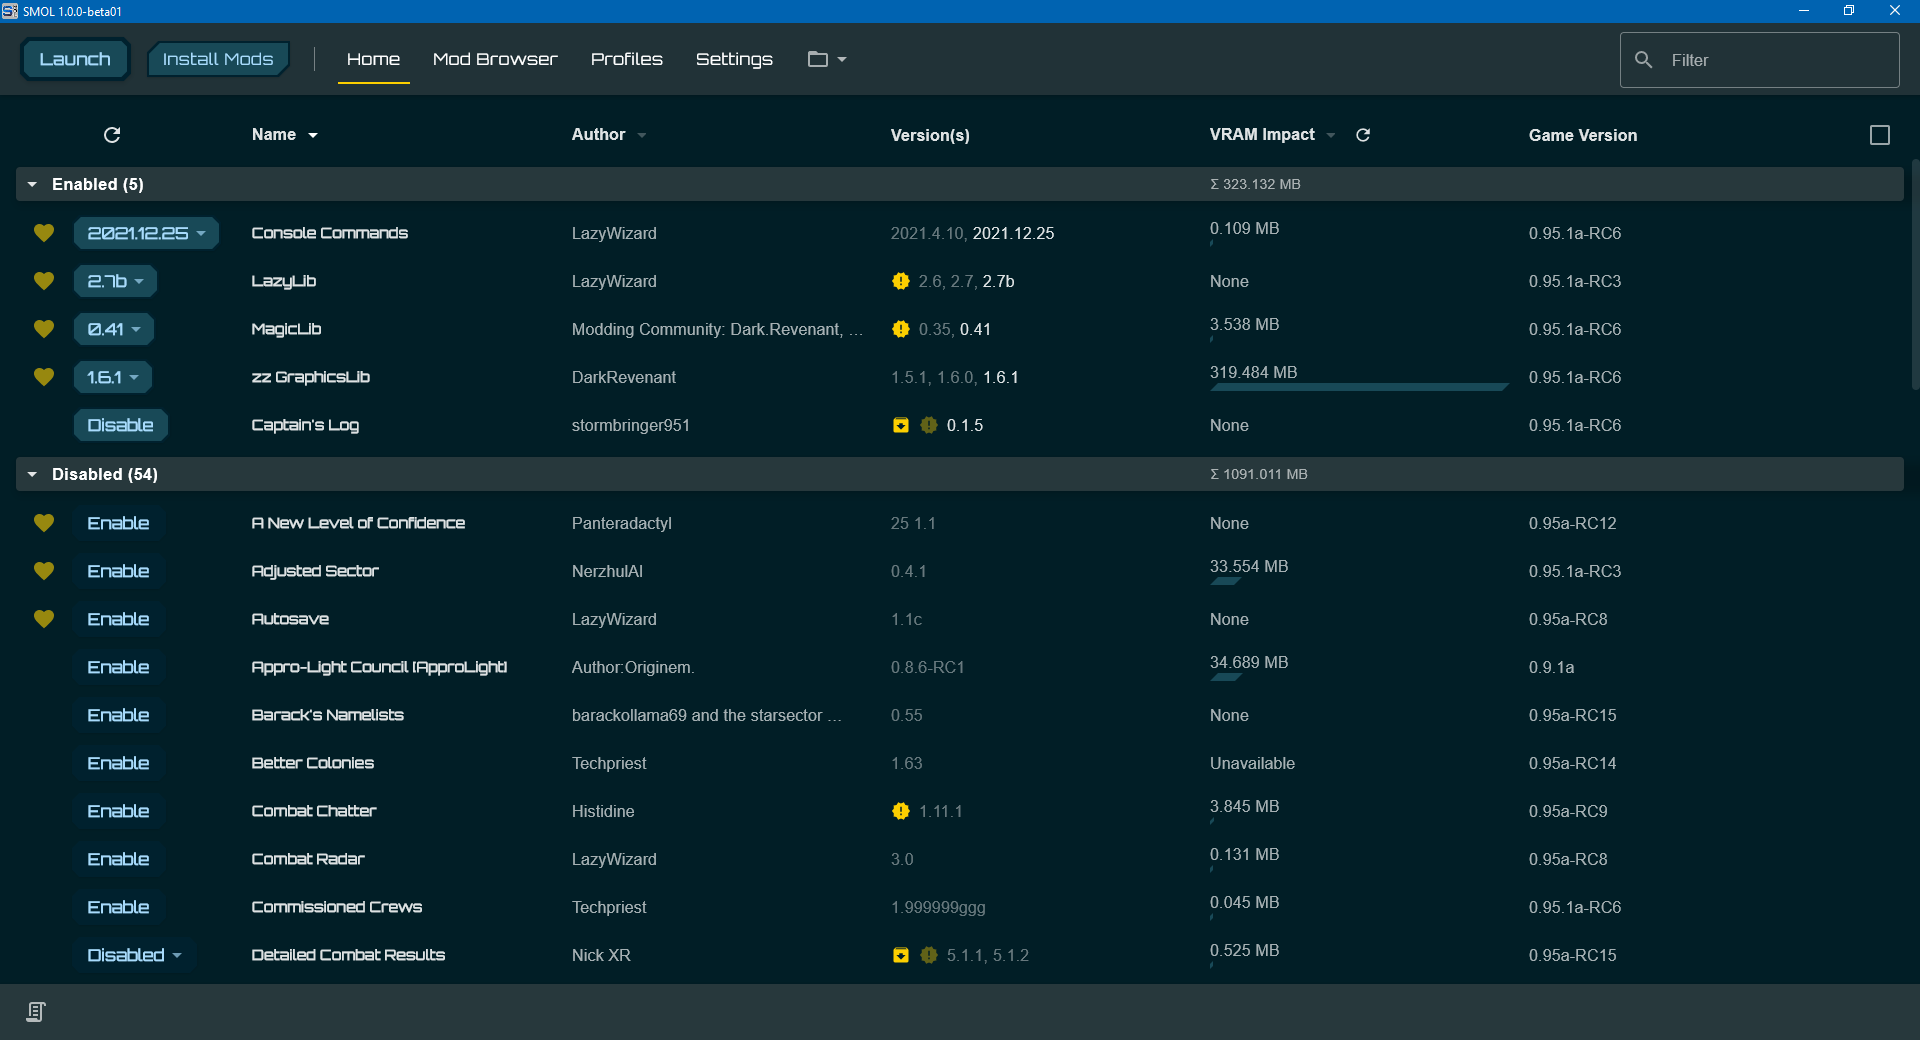 SMOL 1.0.0-beta01
Launch Install Mods Home Mod Browser Profiles Settings Filter
Name Author Version(s) VRAM Impact Game Version
Enabled (5) Σ 323.132 MB
2021.12.25 Console Commands LazyWizard 2021.4.10, 2021.12.25 0.109 MB 0.95.1a-RC6
2.7b LazyLib LazyWizard 2.6, 2.7, 2.7b None 0.95.1a-RC3
0.41 MagicLib Modding Community: Dark.Revenant, ... 0.35, 0.41 3.538 MB 0.95.1a-RC6
1.6.1 zz GraphicsLib DarkRevenant 1.5.1, 1.6.0, 1.6.1 319.484 MB 0.95.1a-RC6
Disable Captain's Log stormbringer951 0.1.5 None 0.95.1a-RC6
Disabled (54) Σ 1091.011 MB
Enable A New Level of Confidence Panteradactyl 25 1.1 None 0.95a-RC12
Enable Adjusted Sector NerzhulAI 0.4.1 33.554 MB 0.95.1a-RC3
Enable Autosave LazyWizard 1.1c None 0.95a-RC8
Enable Appro-Light Council [ApproLight] Author:Originem. 0.8.6-RC1 34.689 MB 0.9.1a
Enable Barack's Namelists barackollama69 and the starsector ... 0.55 None 0.95a-RC15
Enable Better Colonies Techpriest 1.63 Unavailable 0.95a-RC14
Enable Combat Chatter Histidine 1.11.1 3.845 MB 0.95a-RC9
Enable Combat Radar LazyWizard 3.0 0.131 MB 0.95a-RC8
Enable Commissioned Crews Techpriest 1.999999ggg 0.045 MB 0.95.1a-RC6
Disabled Detailed Combat Results Nick XR 5.1.1, 5.1.2 0.525 MB 0.95a-RC15